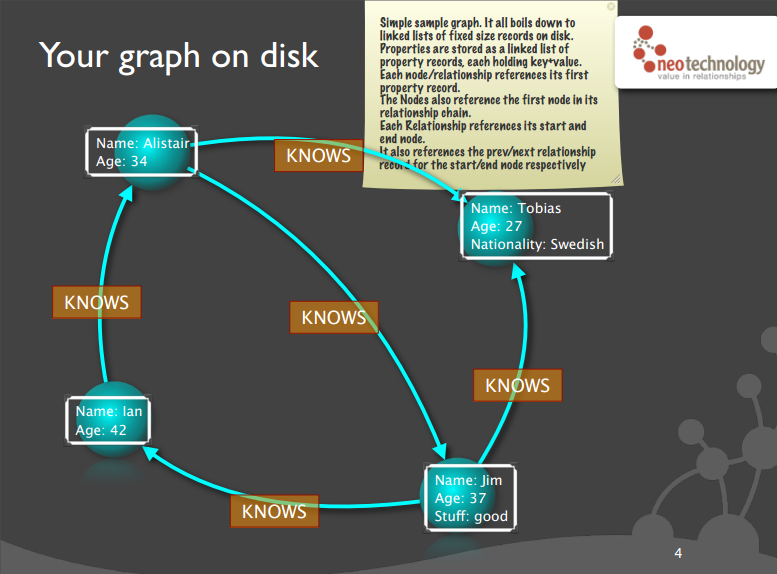 Your graph on disk
Simple sample graph. It all boils down to
linked lists of fixed size records on disk.
Properties are stored as a linked list of
property records, each holding key+value.
Each node/relationship references its first
property record.
The Nodes also reference the first node in its
relationship chain.
Each Relationship references its start and
end node.
It also references the prev/next relationship
record for the start/end node respectively
neotechnology
value in relationships
Name: Alistair
Age: 34
KNOWS
Name: Tobias
Age: 27
Nationality: Swedish
KNOWS
KNOWS
KNOWS
Name: Ian
Age: 42
Name: Jim
Age: 37
Stuff: good
KNOWS
4